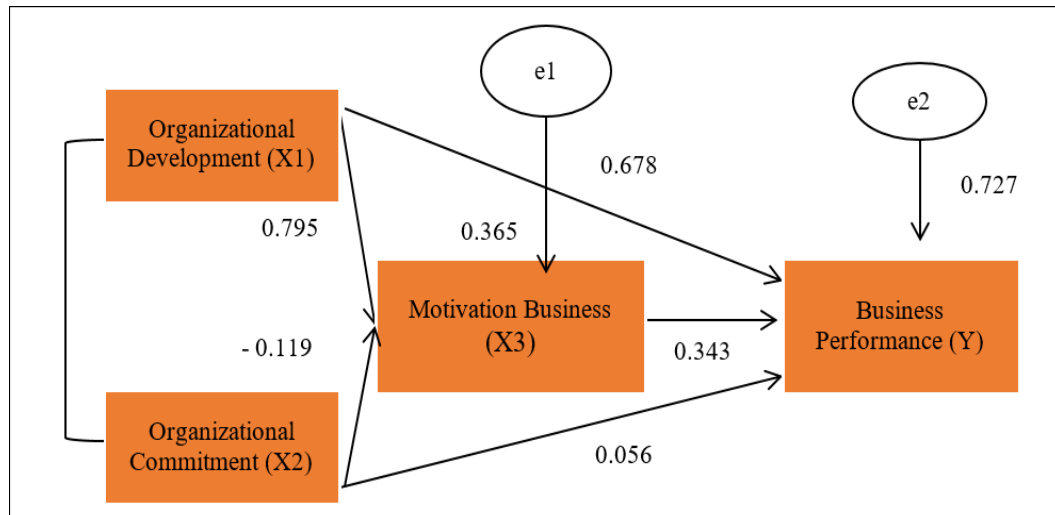 e1
e2
Organizational
Development (X1)
0.678
0.727
0.795
0.365
Motivation Business
(X3)
Business
Performance (Y)
- 0.119
0.343
Organizational
Commitment (X2)
0.056